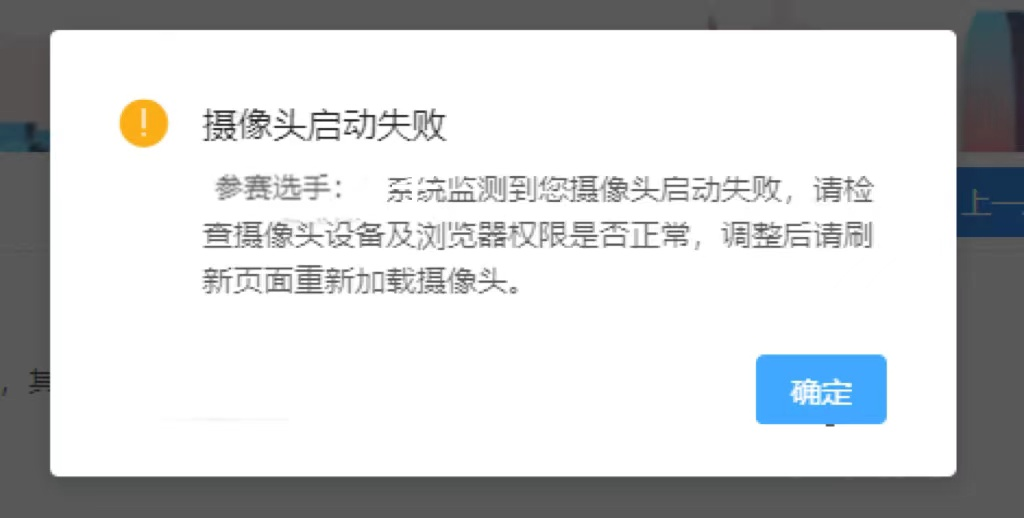 摄像头启动失败
参赛选手： 系统监测到您摄像头启动失败，请检
查摄像头设备及浏览器权限是否正常，调整后请刷
新页面重新加载摄像头。
上一
，其
确定